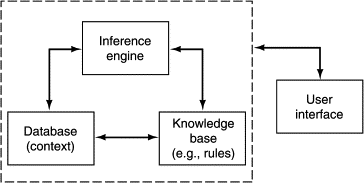 Inference
engine
User
interface
Database
(context)
Knowledge
base
(e.g., rules)